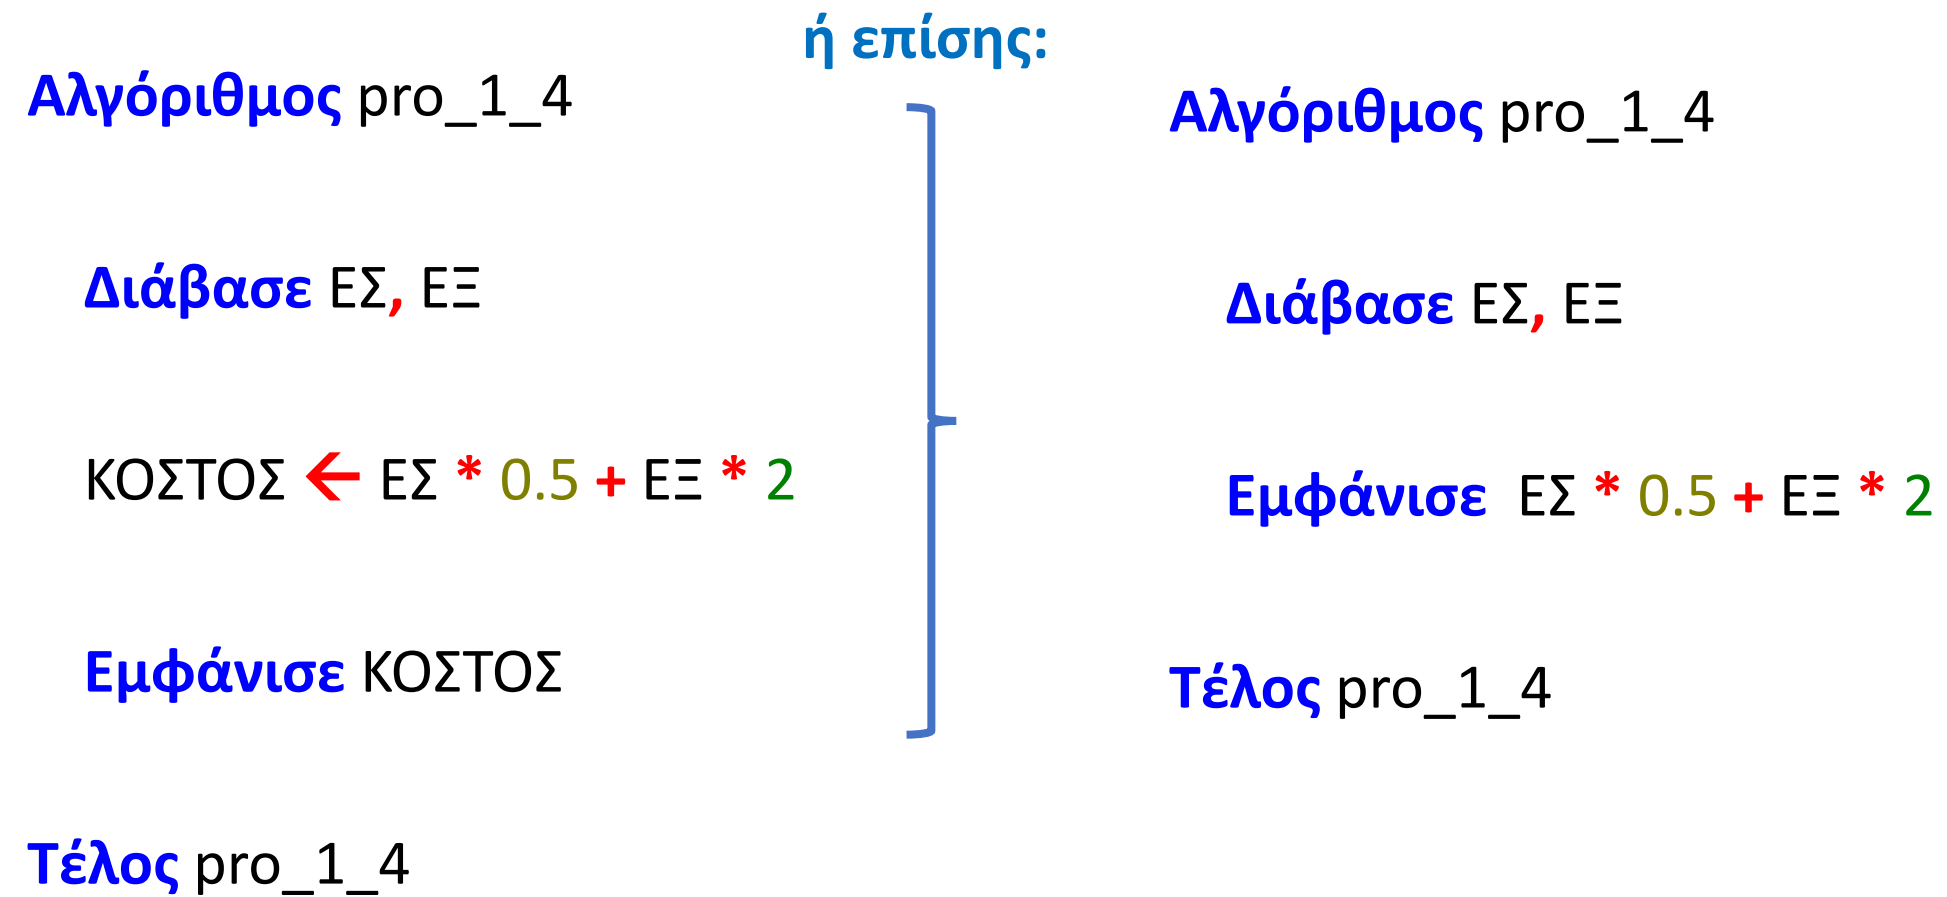 Αλγόριθμος pro_1_4
Διάβασε ΕΣ, ΕΞ
ΚΟΣΤΟΣ 🡨 ΕΣ * 0.5 + ΕΞ * 2
Εμφάνισε ΚΟΣΤΟΣ
Τέλος pro_1_4
ή επίσης:
Αλγόριθμος pro_1_4
Διάβασε ΕΣ, ΕΞ
Εμφάνισε ΕΣ * 0.5 + ΕΞ * 2
Τέλος pro_1_4